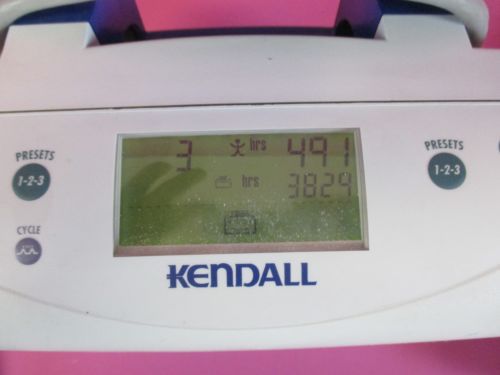 PRESETS
1-2-3
CYCLE
3 hrs 491
hrs 3829
PRESETS
1-2-3
KENDALL